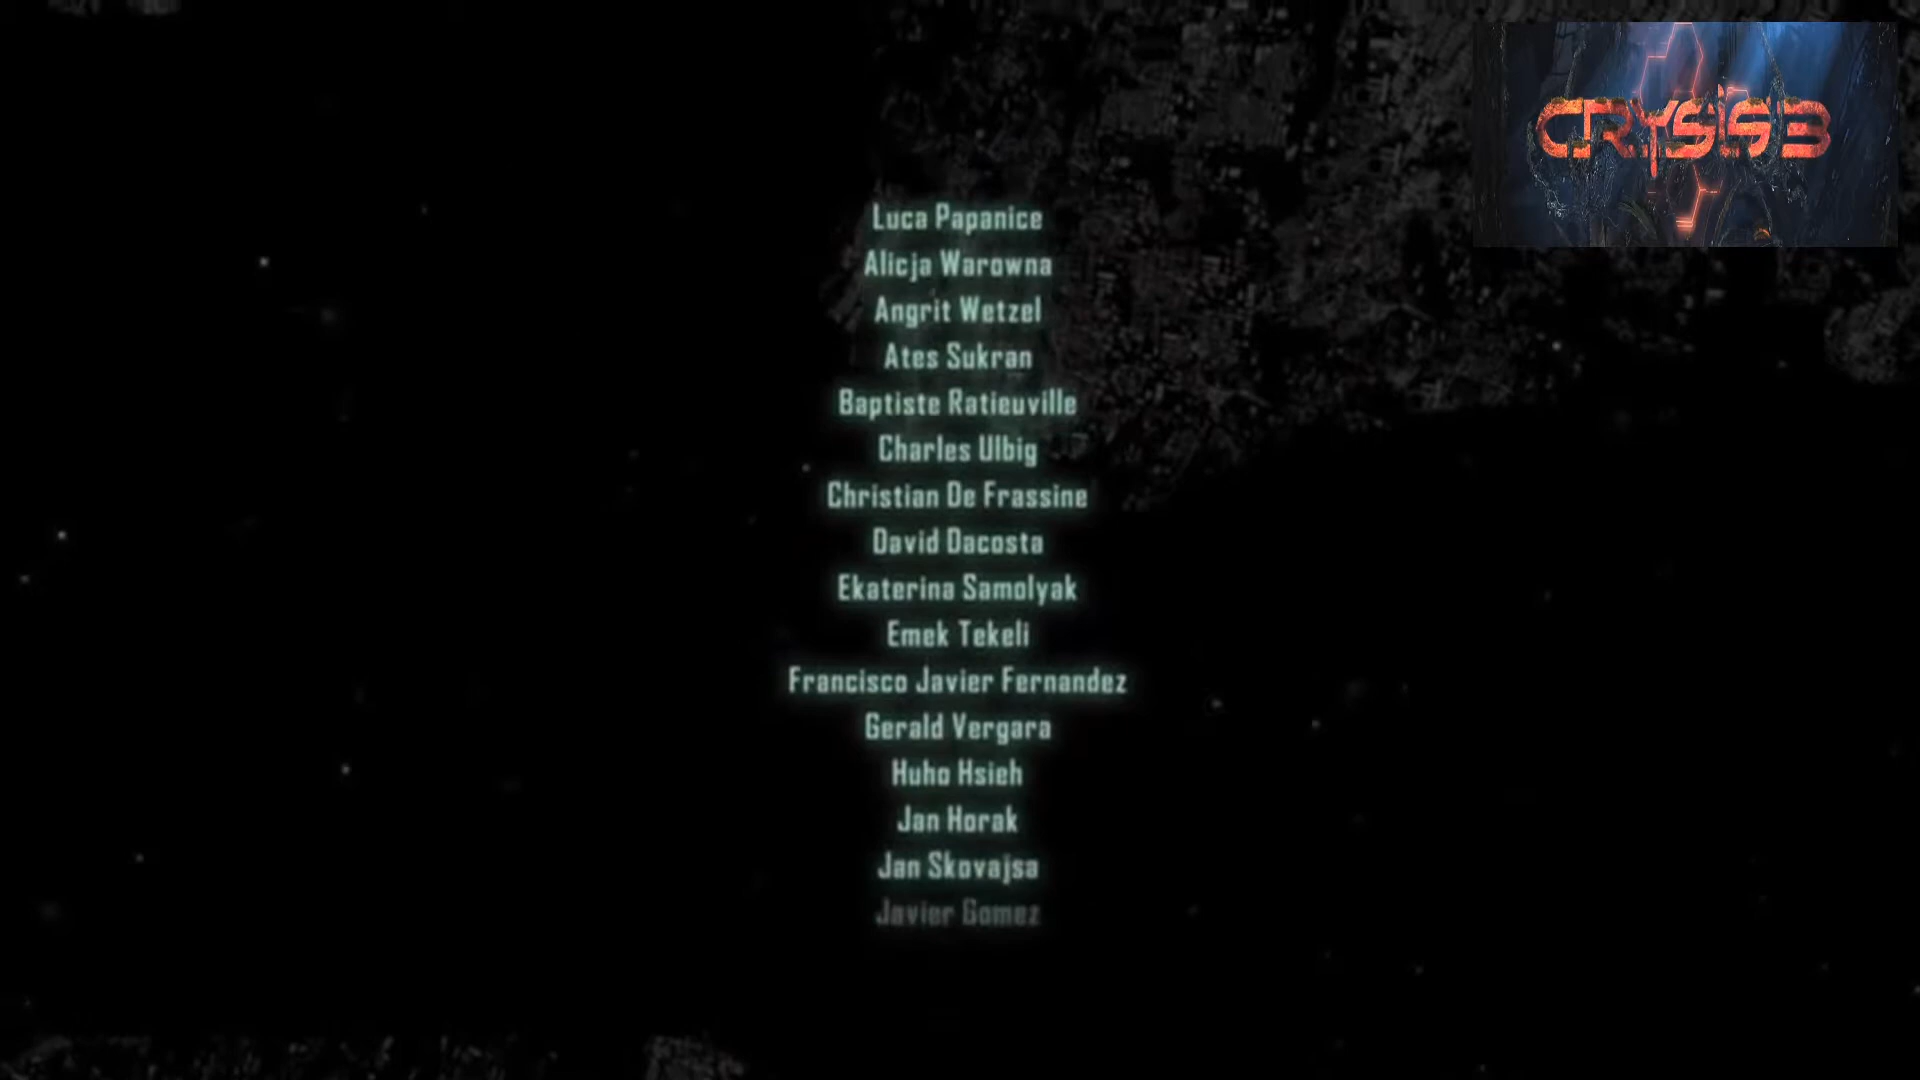 CRYSIS 3
Luca Papanice
Alicja Warowna
Angrit Wetzel
Ates Sukran
Baptiste Ratieuville
Charles Ulbig
Christian De Frassine
David Dacosta
Ekaterina Samolyak
Emek Tekeli
Francisco Javier Fernandez
Gerald Vergara
Huho Hsieh
Jan Horak
Jan Skovajsa
Javier Gomez